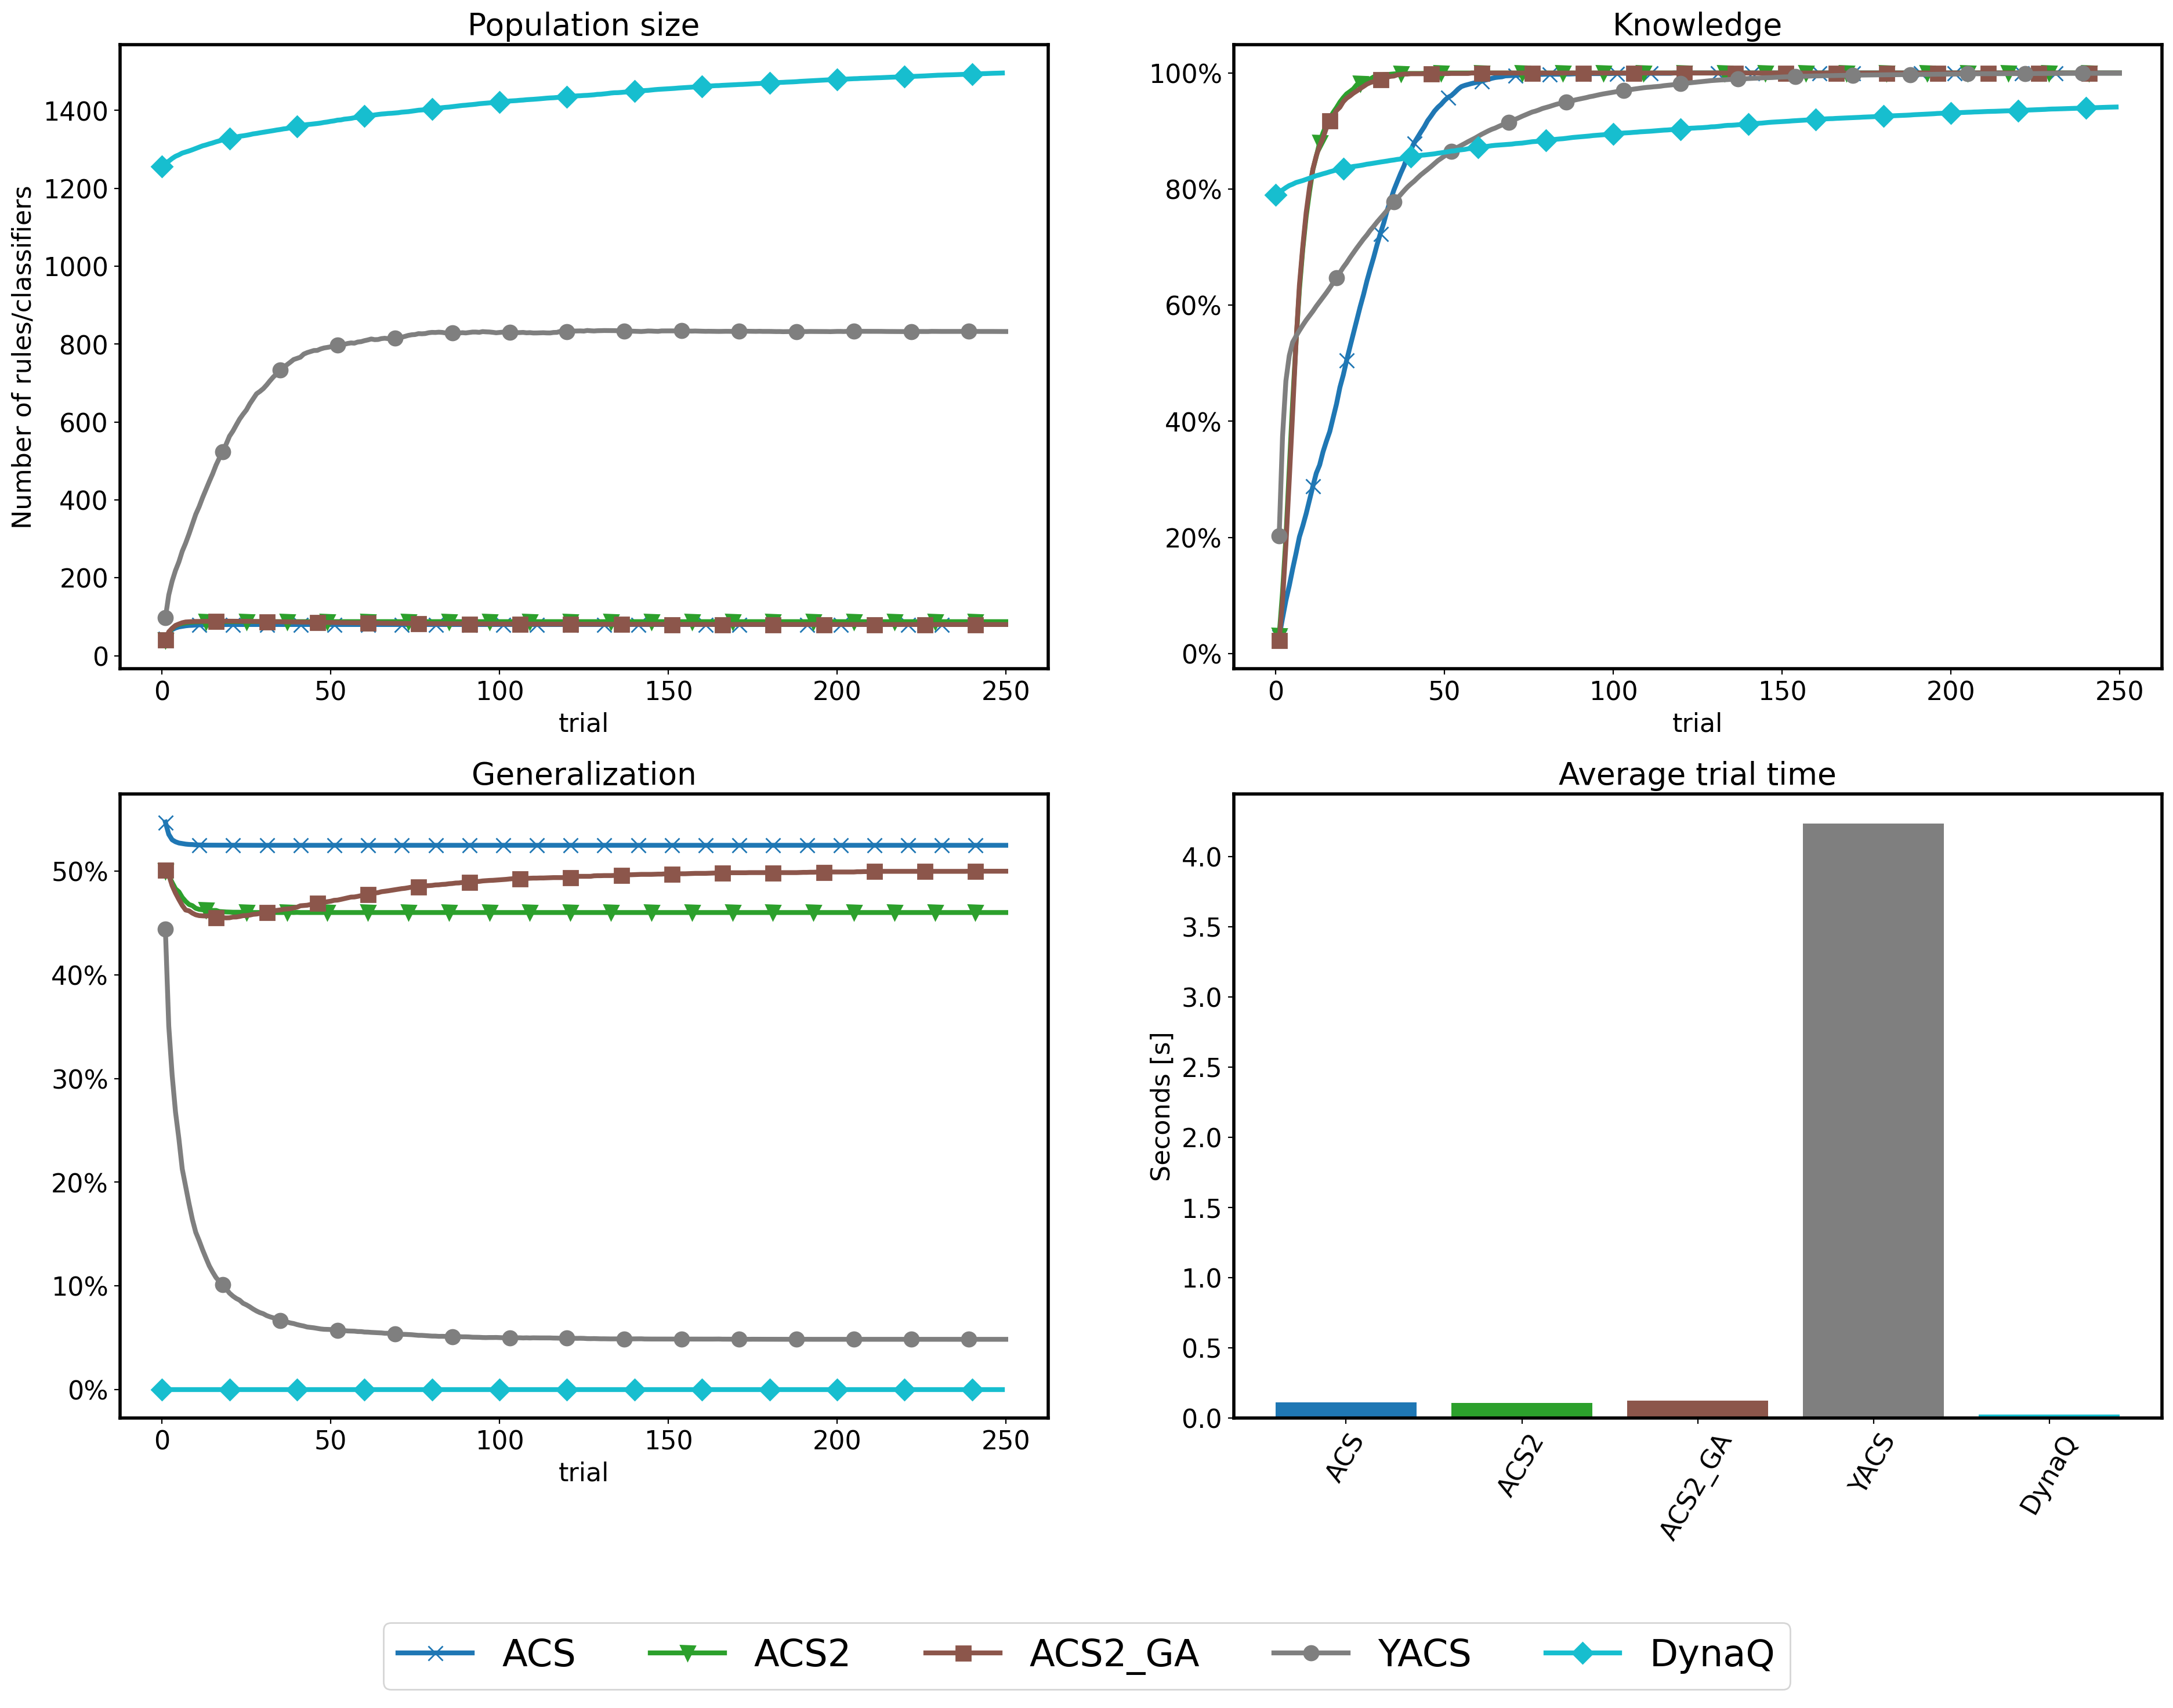 Population size
Number of rules/classifiers
1400
1200
1000
800
600
400
200
0
0 50 100 150 200 250
trial
Knowledge
100%
80%
60%
40%
20%
0%
0 50 100 150 200 250
trial
Generalization
50%
40%
30%
20%
10%
0%
0 50 100 150 200 250
trial
Average trial time
Seconds [s]
4.0
3.5
3.0
2.5
2.0
1.5
1.0
0.5
0.0
ACS ACS2 ACS2_GA YACS DynaQ
ACS ACS2 ACS2_GA YACS DynaQ